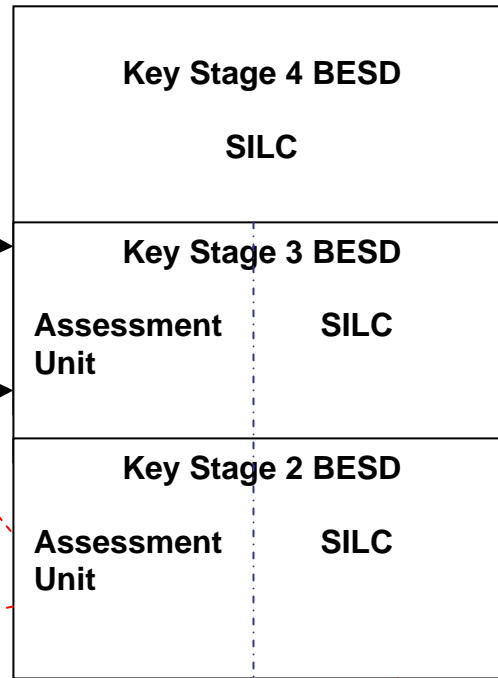 Key Stage 4 BESD
SILC
Key Stage 3 BESD
Assessment Unit
SILC
Key Stage 2 BESD
Assessment Unit
SILC